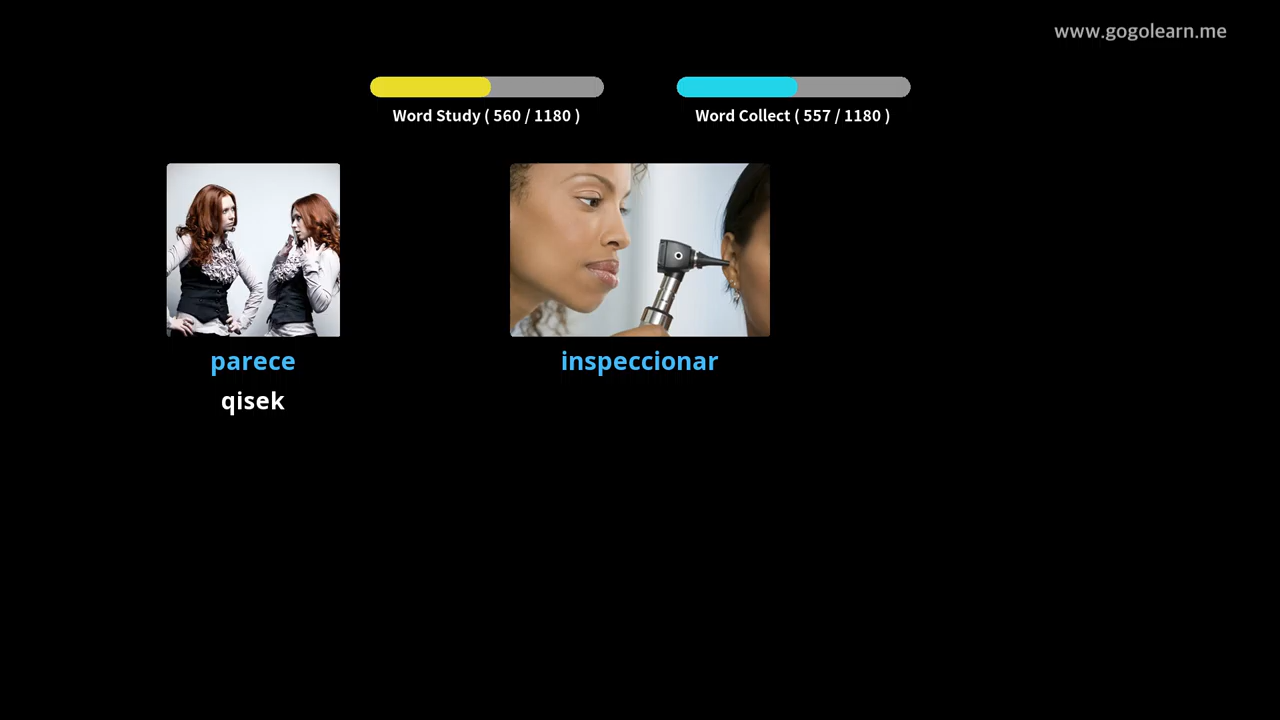 www.gogolearn.me
Word Study ( 560 / 1180 )
Word Collect ( 557 / 1180 )
parece
inspeccionar
qisek